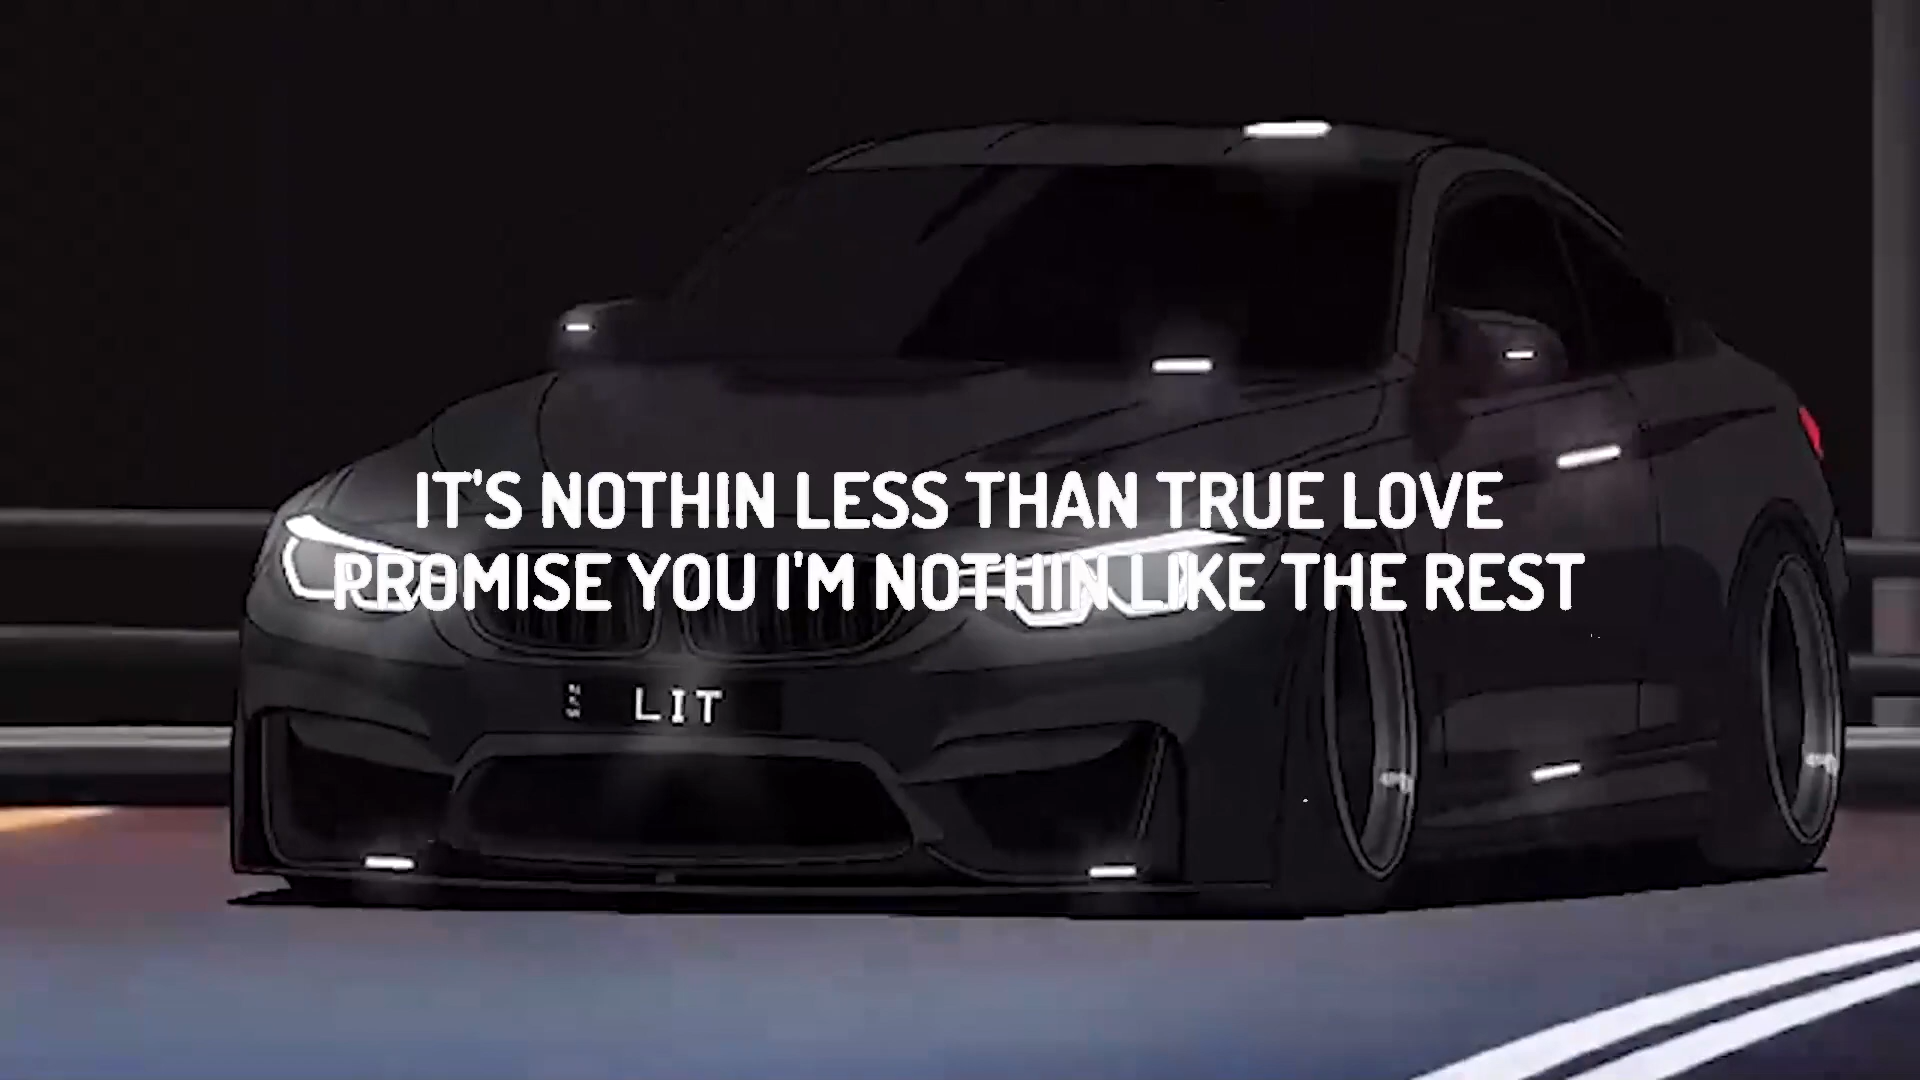 IT'S NOTHIN LESS THAN TRUE LOVE
PROMISE YOU I'M NOTHIN LIKE THE REST
LIT